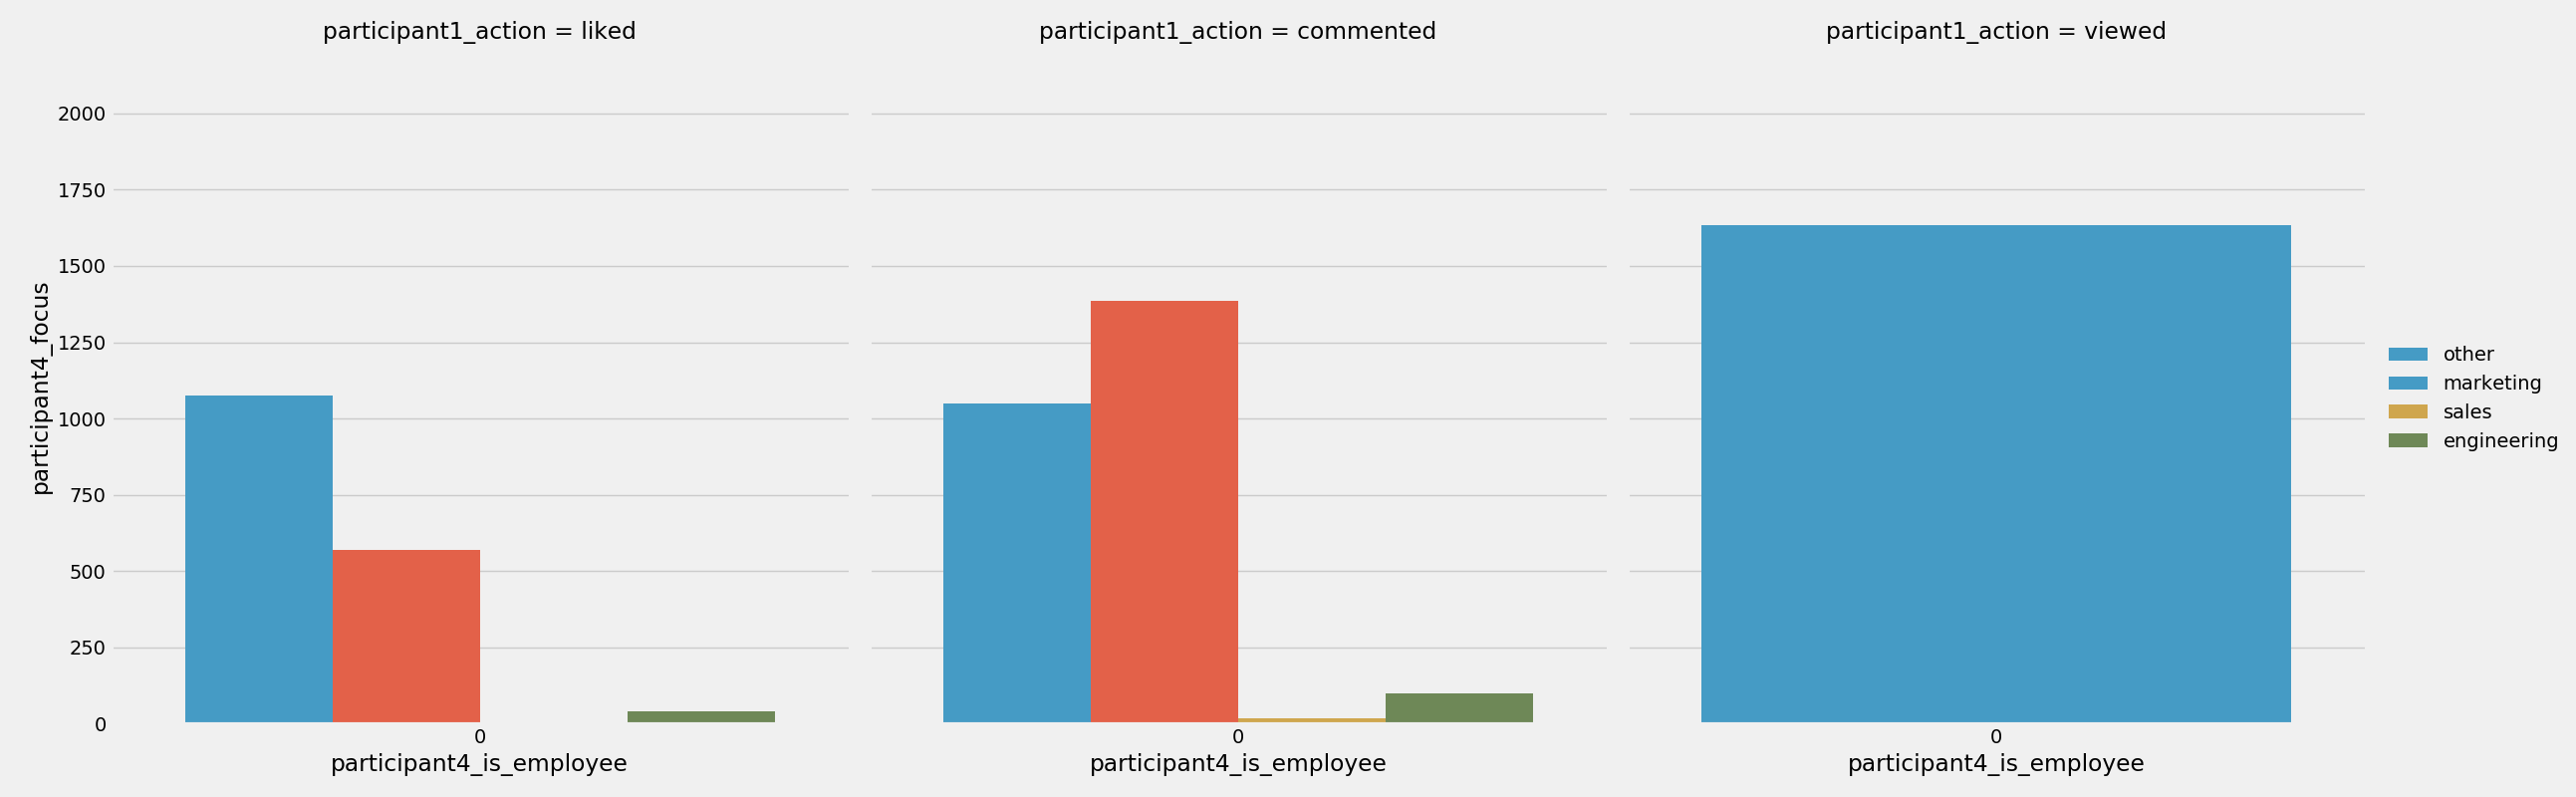 participant1_action = liked
participant1_action = commented
participant1_action = viewed
participant4_focus
2000
1750
1500
1250
1000
750
500
250
0
0
0
0
participant4_is_employee
participant4_is_employee
participant4_is_employee
other
marketing
sales
engineering